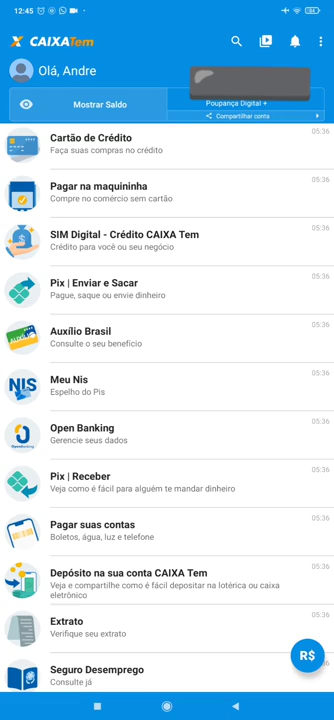 12:45
84
CAIXATem
Olá, Andre
Mostrar Saldo
Poupança Digital +
Compartilhar conta
Cartão de Crédito
05:36
Faça suas compras no crédito
Pagar na maquininha
05:36
Compre no comércio sem cartão
SIM Digital - Crédito CAIXA Tem
05:36
Crédito para você ou seu negócio
Pix | Enviar e Sacar
05:36
Pague, saque ou envie dinheiro
Auxílio Brasil
05:36
Consulte o seu benefício
Meu Nis
05:36
NIS
Espelho do Pis
Open Banking
05:36
Gerencie seus dados
Pix | Receber
05:36
Veja como é fácil para alguém te mandar dinheiro
Pagar suas contas
05:36
Boletos, água, luz e telefone
Depósito na sua conta CAIXA Tem
05:36
Veja e compartilhe como é fácil depositar na lotérica ou caixa
eletrônico
Extrato
05:36
Verifique seu extrato
R$
Seguro Desemprego
Consulte já